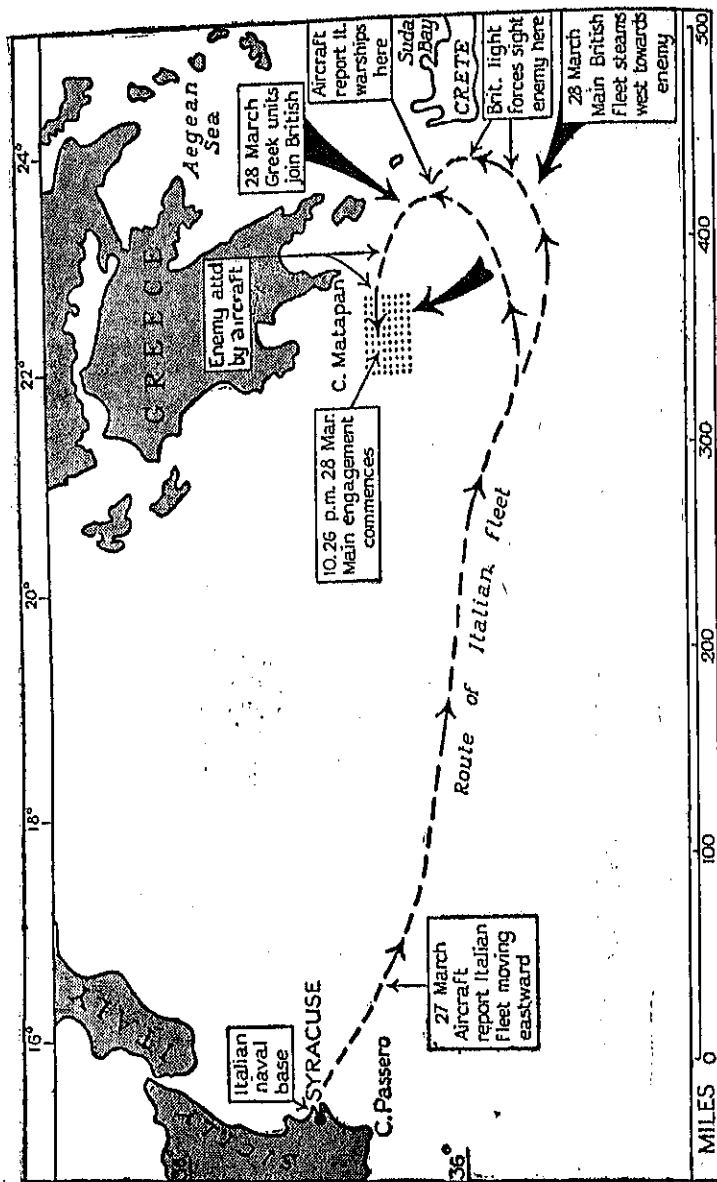 16° 18° 20° 22° 24°
ITALY
SICILY
38
36°
Italian
naval
base
SYRACUSE
C. Passero
27 March
Aircraft
report Italian
Fleet moving
eastward
Route of Italian fleet
GREECE
Aegean
Sea
C. Matapan
Enemy attd
by aircraft
10.26 p.m. 28 Mar.
Main engagement
commences
28 March
Greek units
join British
Aircraft
report It.
warships
here
Suda
Bay
CRETE
Brit. light
forces sight
enemy here
28 March
Main British
fleet steams
west towards
enemy
MILES 0 100 200 300 400 500